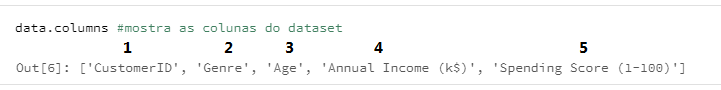 data.columns #mostra as colunas do dataset
1 2 3 4 5
Out[6]: ['CustomerID', 'Genre', 'Age', 'Annual Income (k$)', 'Spending Score (1-100)']